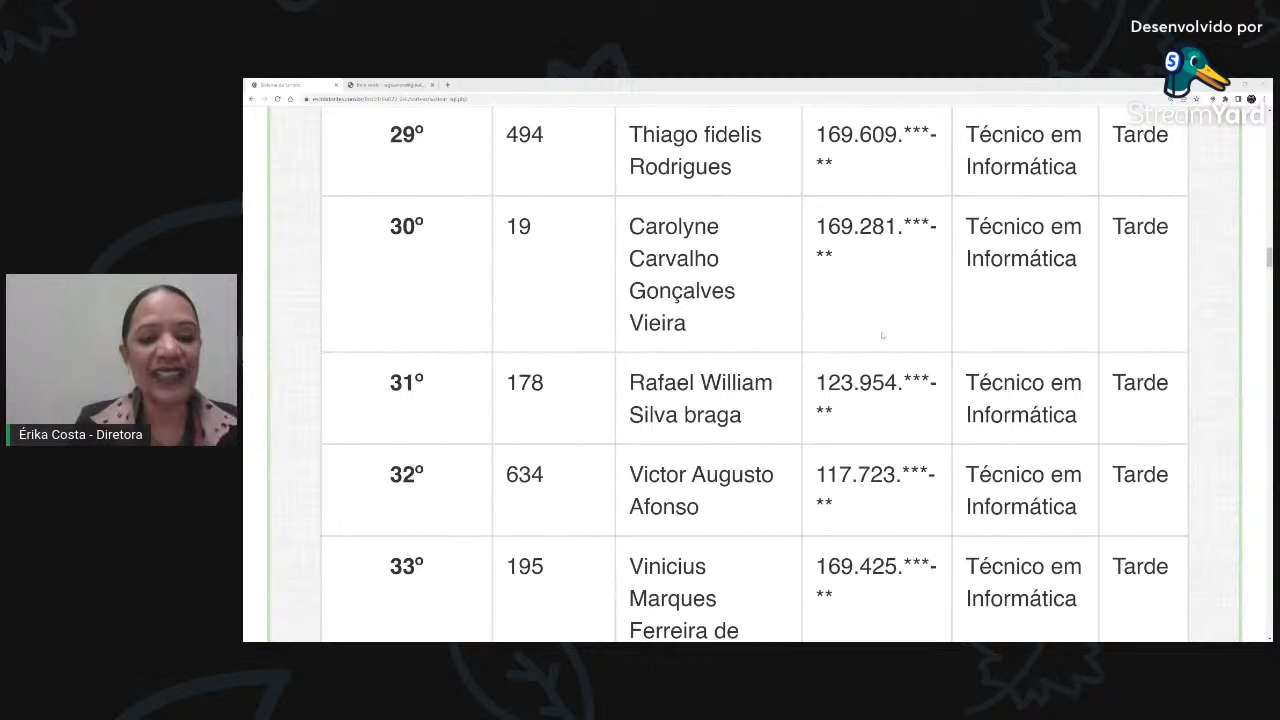 Desenvolvido por
StreamYard
29º 494 Thiago fidelis Rodrigues 169.609.***-** Técnico em Informática Tarde
30º 19 Carolyne Carvalho Gonçalves Vieira 169.281.***-** Técnico em Informática Tarde
31º 178 Rafael William Silva braga 123.954.***-** Técnico em Informática Tarde
32º 634 Victor Augusto Afonso 117.723.***-** Técnico em Informática Tarde
33º 195 Vinicius Marques Ferreira de 169.425.***-** Técnico em Informática Tarde
Érika Costa - Diretora